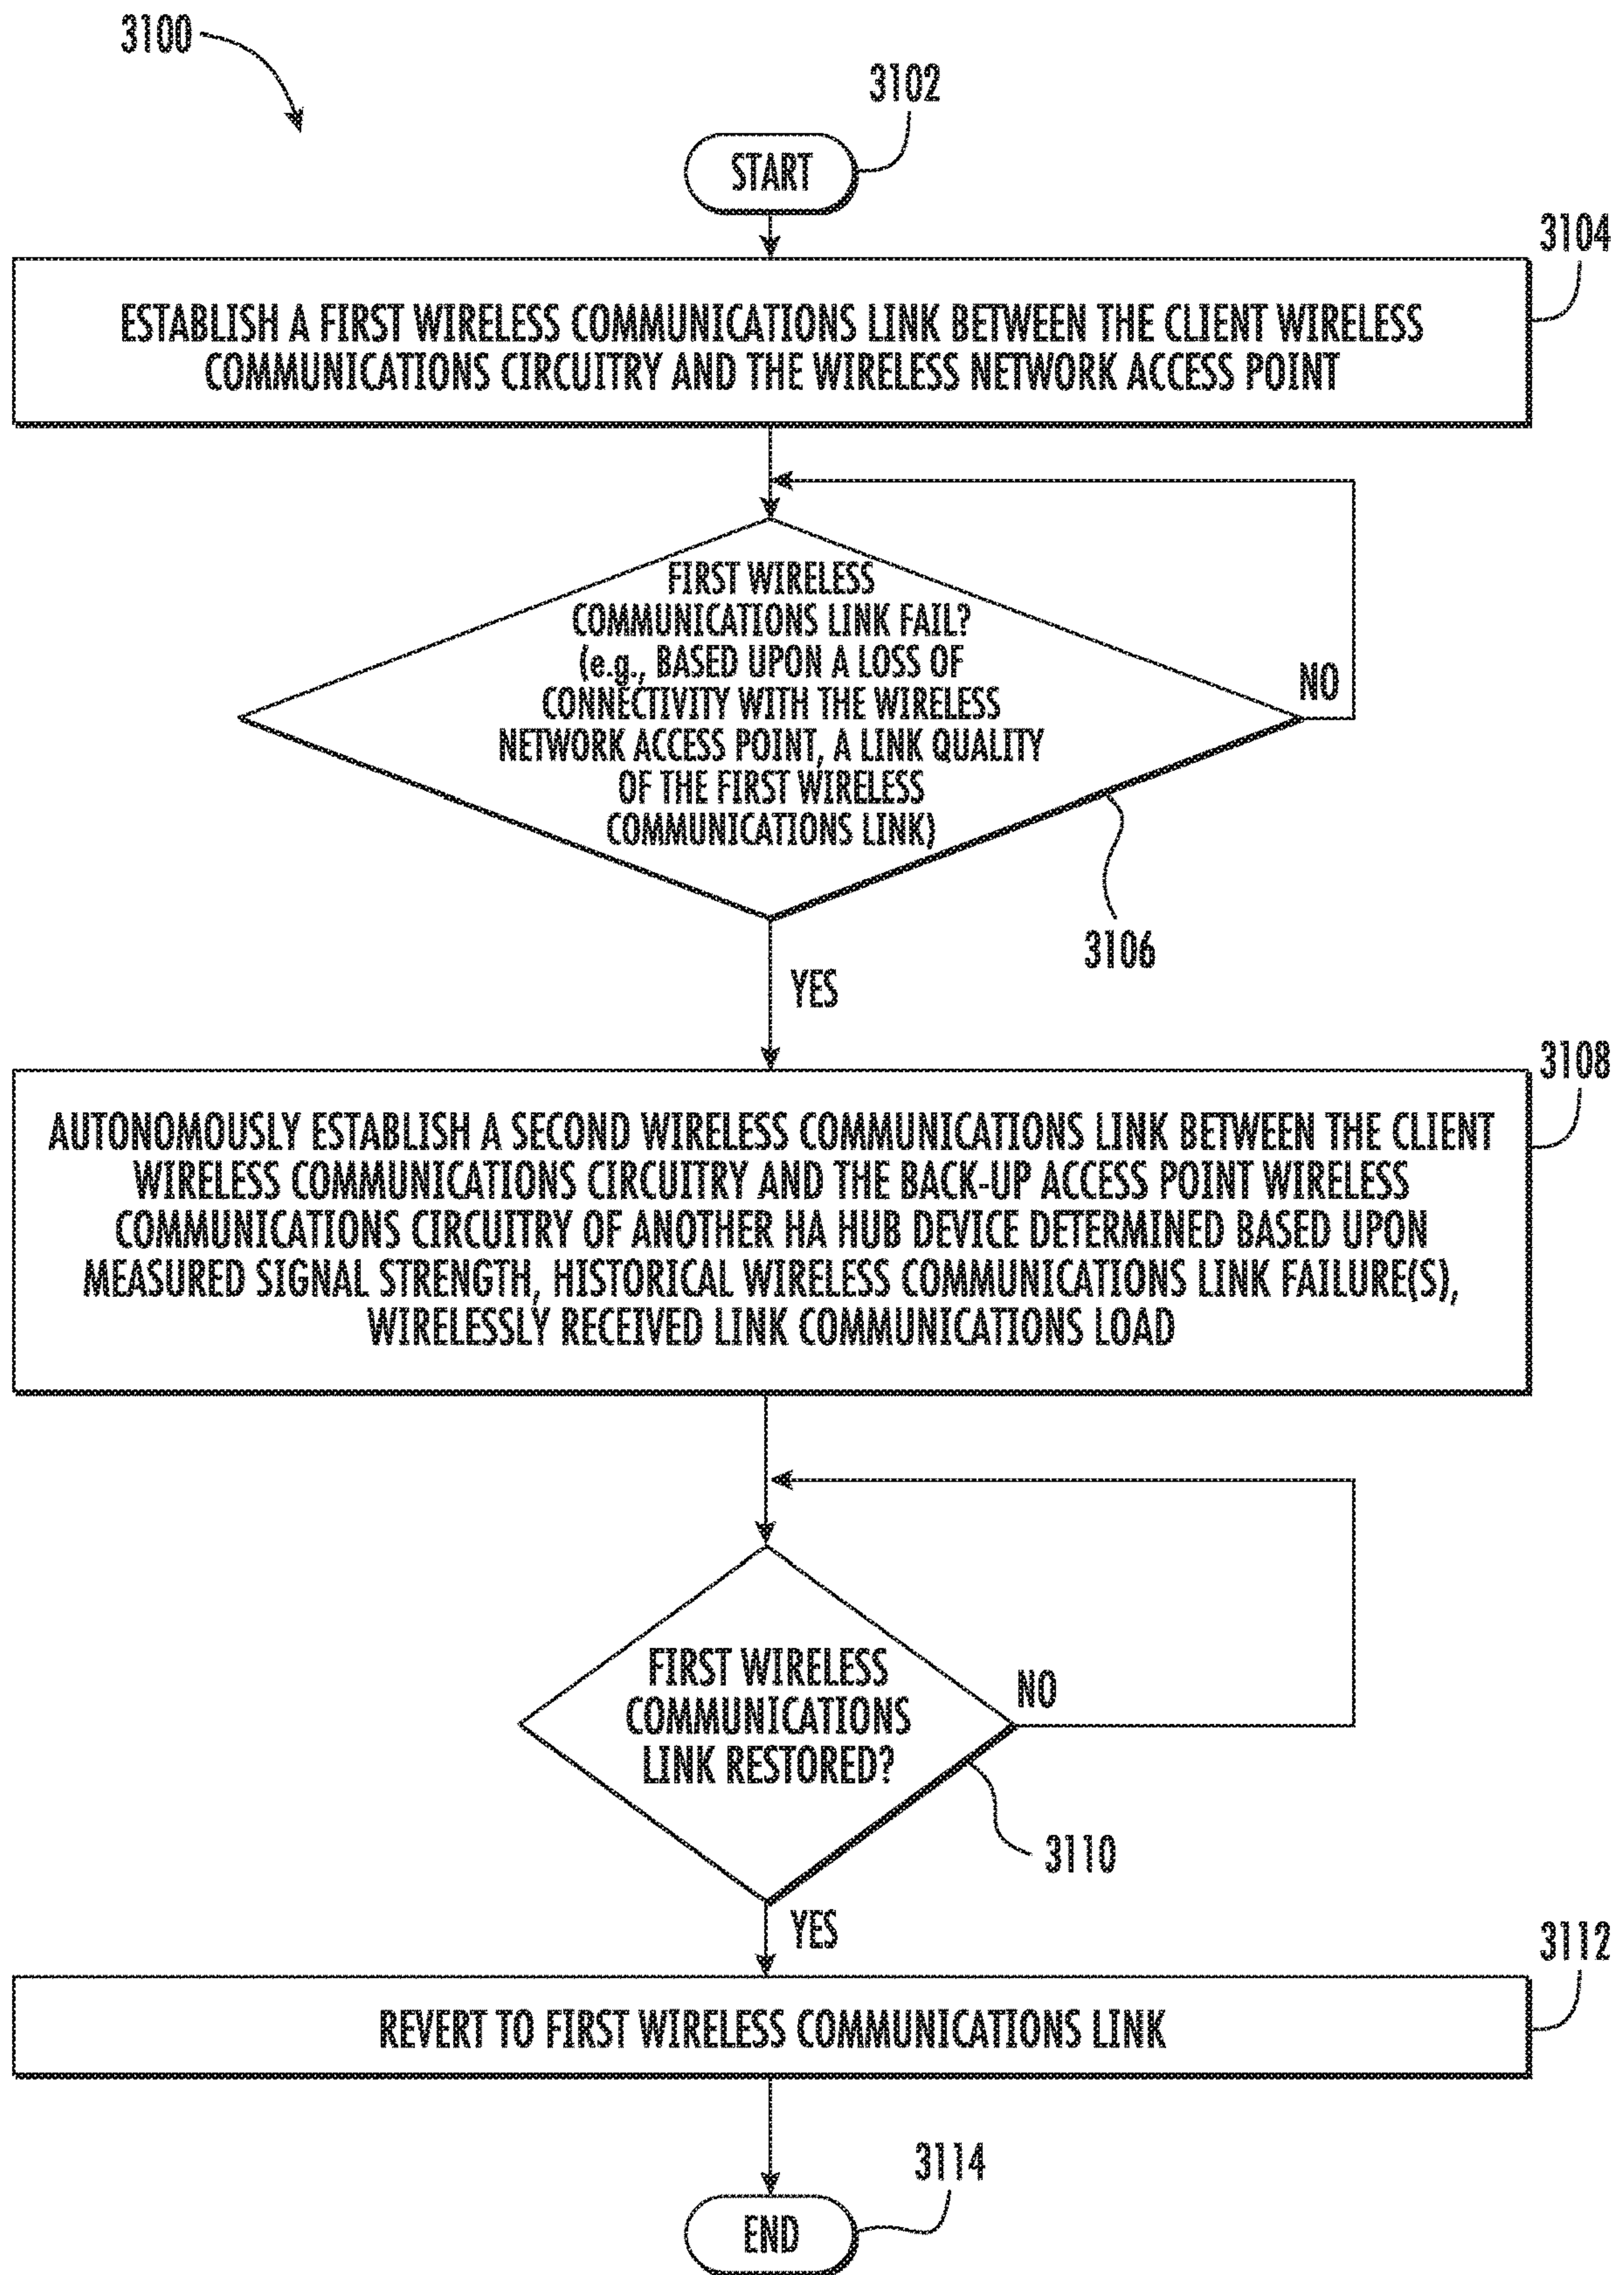 3100
3102
START
3104
ESTABLISH A FIRST WIRELESS COMMUNICATIONS LINK BETWEEN THE CLIENT WIRELESS
COMMUNICATIONS CIRCUITRY AND THE WIRELESS NETWORK ACCESS POINT
FIRST WIRELESS
COMMUNICATIONS LINK FAIL?
(e.g., BASED UPON A LOSS OF
CONNECTIVITY WITH THE WIRELESS
NETWORK ACCESS POINT, A LINK QUALITY
OF THE FIRST WIRELESS
COMMUNICATIONS LINK)
NO
3106
YES
3108
AUTONOMOUSLY ESTABLISH A SECOND WIRELESS COMMUNICATIONS LINK BETWEEN THE CLIENT
WIRELESS COMMUNICATIONS CIRCUITRY AND THE BACK-UP ACCESS POINT WIRELESS
COMMUNICATIONS CIRCUITRY OF ANOTHER HA HUB DEVICE DETERMINED BASED UPON
MEASURED SIGNAL STRENGTH, HISTORICAL WIRELESS COMMUNICATIONS LINK FAILURE(S),
WIRELESSLY RECEIVED LINK COMMUNICATIONS LOAD
FIRST WIRELESS
COMMUNICATIONS
LINK RESTORED?
NO
3110
YES
3112
REVERT TO FIRST WIRELESS COMMUNICATIONS LINK
3114
END